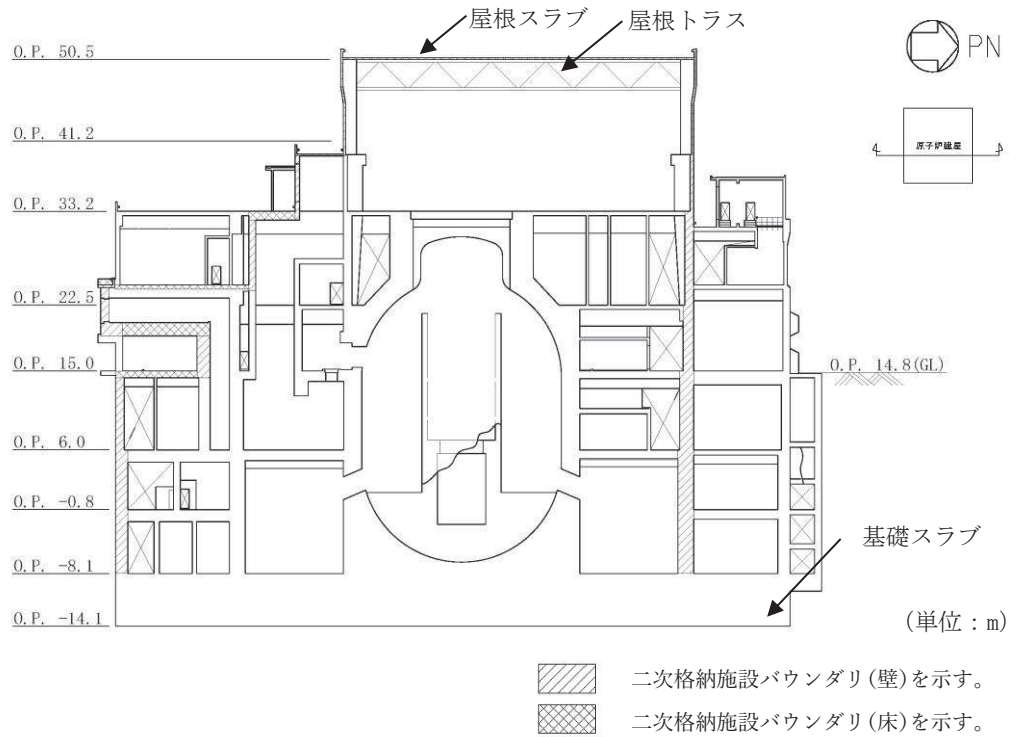 屋根スラブ
屋根トラス
PN
O.P. 50.5
O.P. 41.2
原子炉建屋
O.P. 33.2
O.P. 22.5
O.P. 15.0
O.P. 14.8(GL)
O.P. 6.0
O.P. -0.8
基礎スラブ
O.P. -8.1
O.P. -14.1
(単位：m)
二次格納施設バウンダリ(壁)を示す。
二次格納施設バウンダリ(床)を示す。